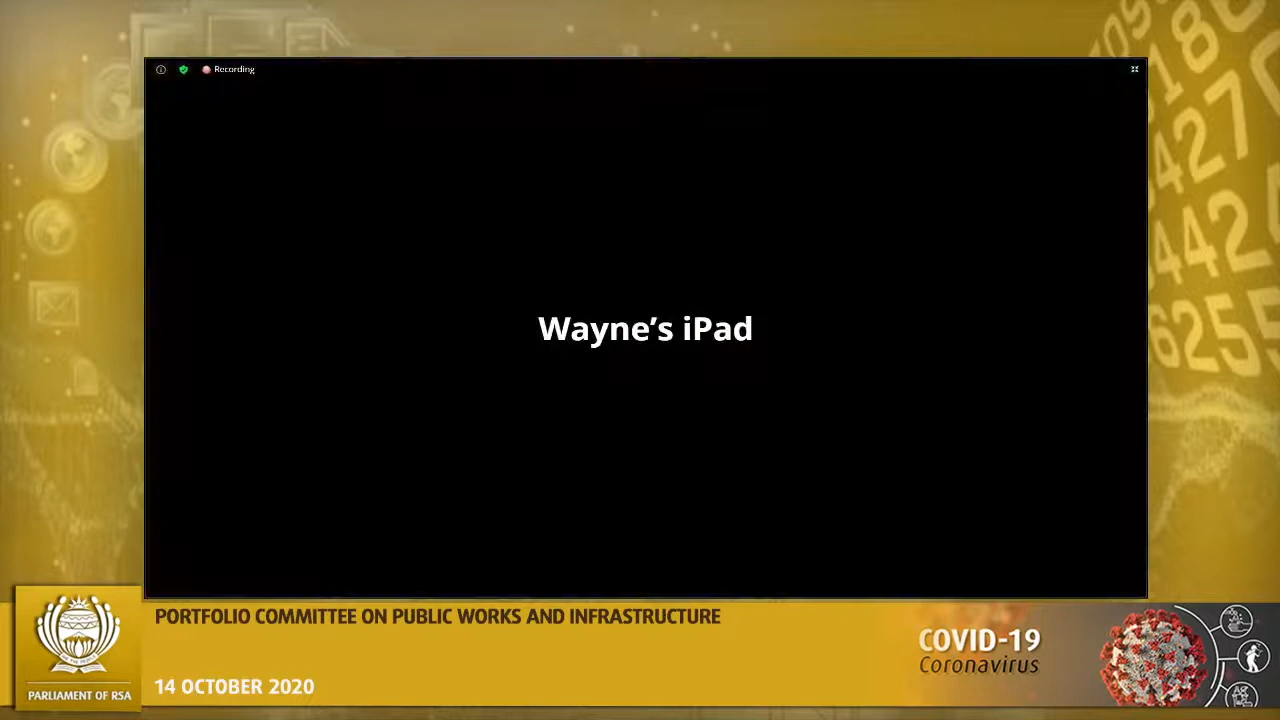 Recording
Wayne’s iPad
PORTFOLIO COMMITTEE ON PUBLIC WORKS AND INFRASTRUCTURE
COVID-19
Coronavirus
14 OCTOBER 2020
PARLIAMENT OF RSA